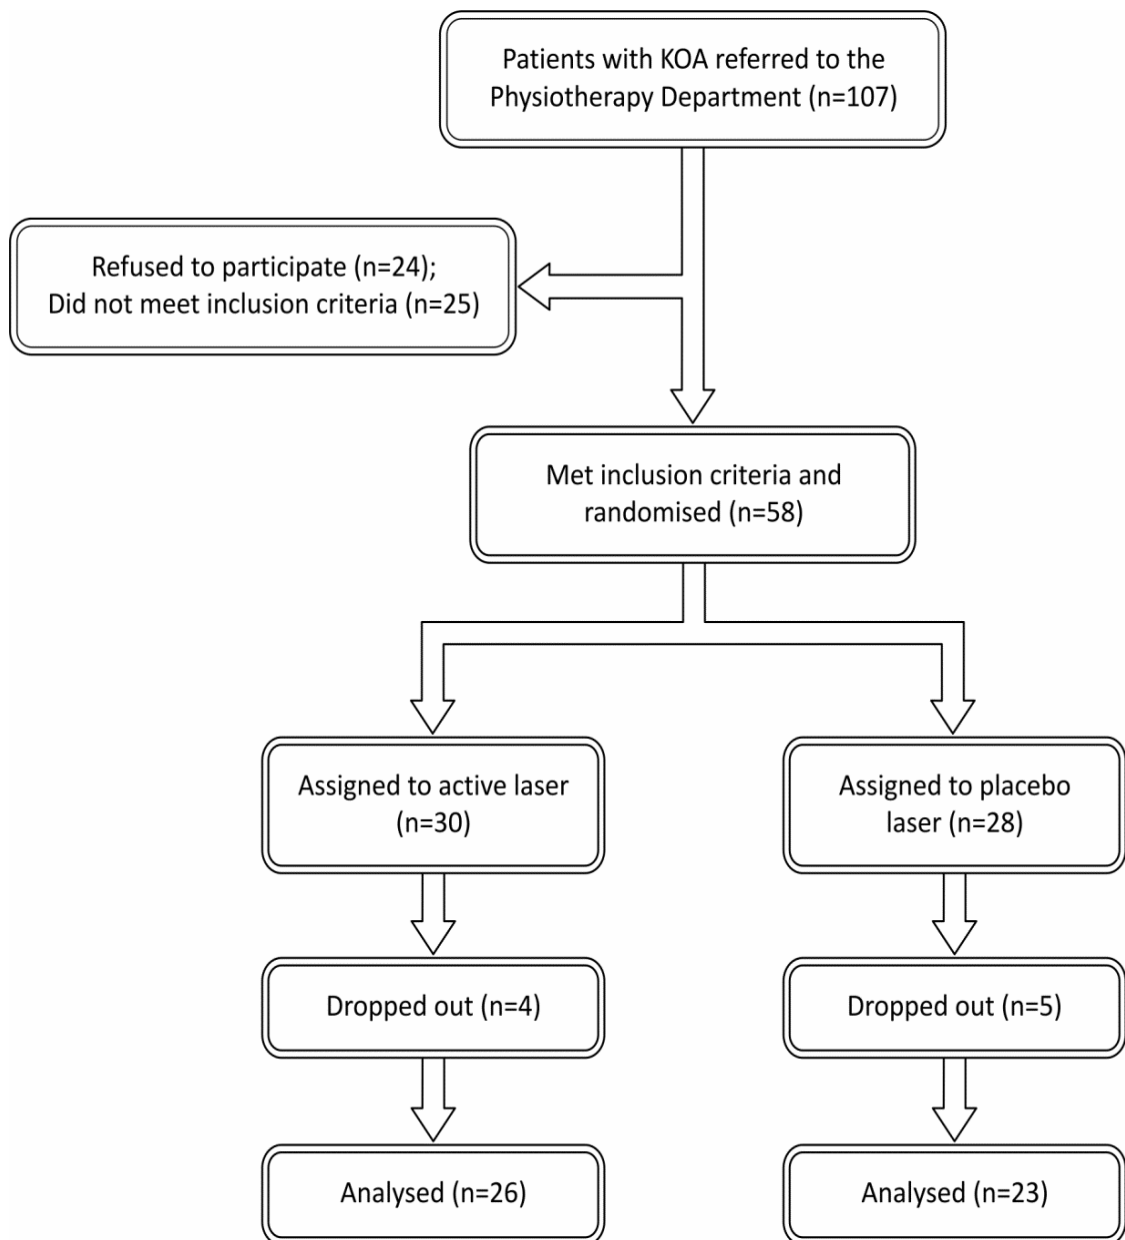 Patients with KOA referred to the
Physiotherapy Department (n=107)
Refused to participate (n=24);
Did not meet inclusion criteria (n=25)
Met inclusion criteria and
randomised (n=58)
Assigned to active laser
(n=30)
Assigned to placebo
laser (n=28)
Dropped out (n=4)
Dropped out (n=5)
Analysed (n=26)
Analysed (n=23)